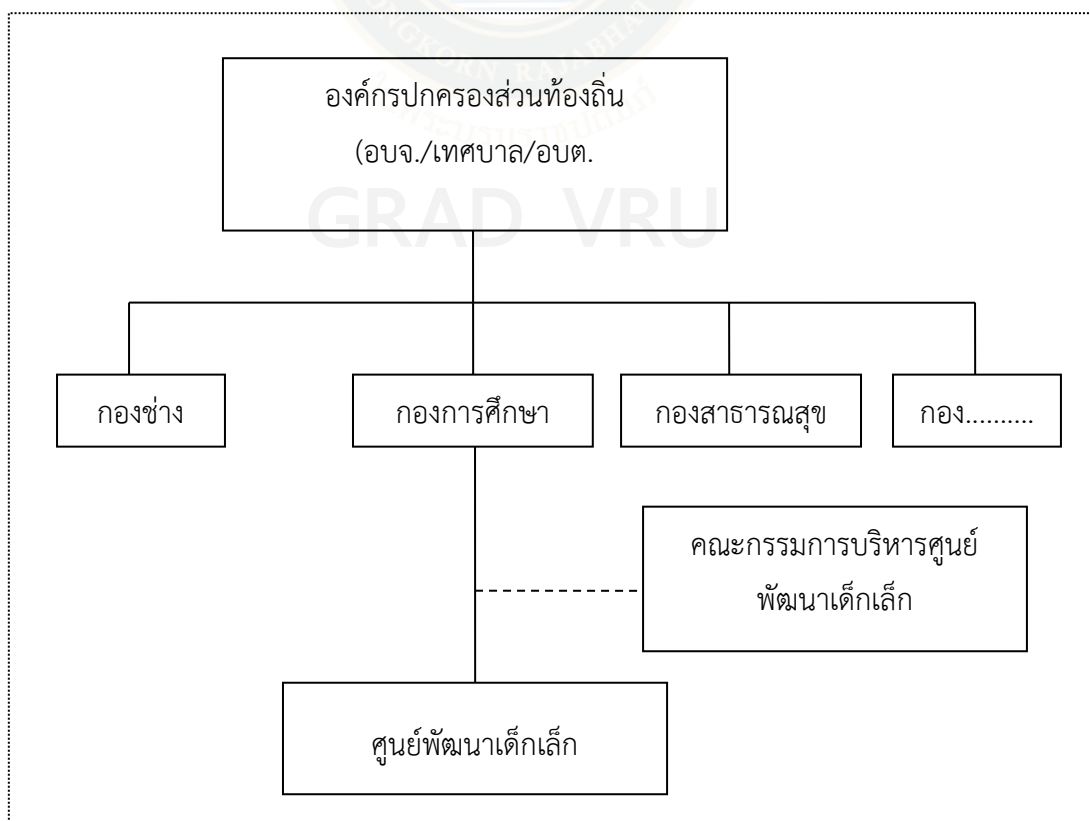 ONGKORN RAJABHA
องค์กรปกครองส่วนท้องถิ่น
(อบจ./เทศบาล/อบต.
GRAD VRU
กองช่าง
กองการศึกษา
กองสาธารณสุข
กอง..........
คณะกรรมการบริหารศูนย์
พัฒนาเด็กเล็ก
ศูนย์พัฒนาเด็กเล็ก